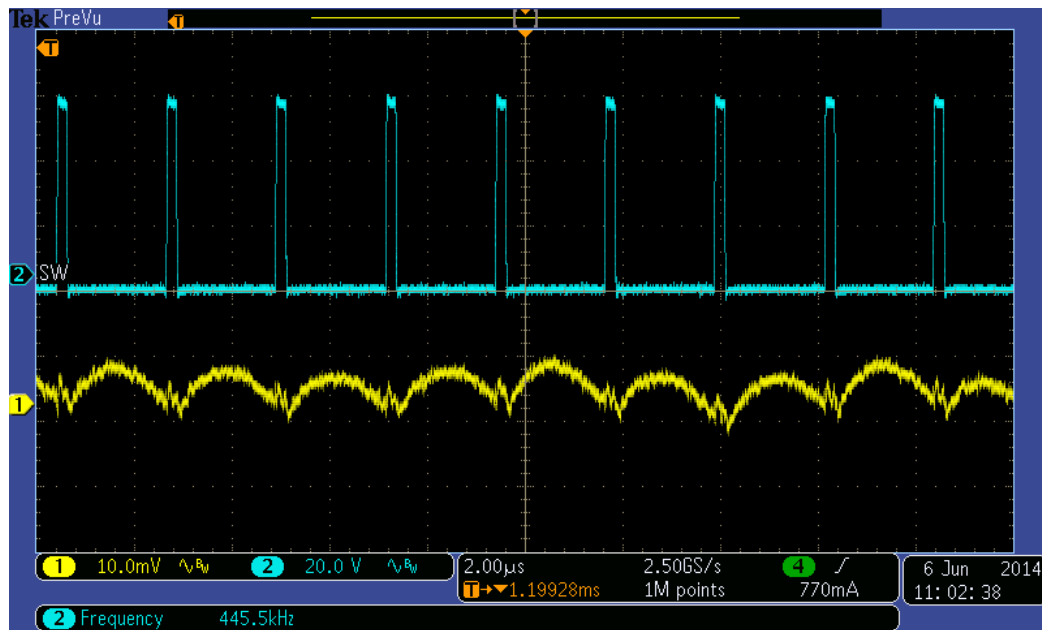 Tek PreVu
T
T
2 SW
1
1 10.0mV 2 20.0 V 2.00µs 2.50GS/s 4 6 Jun 2014
T→▼1.19928ms 1M points 770mA 11:02:38
2 Frequency 445.5kHz